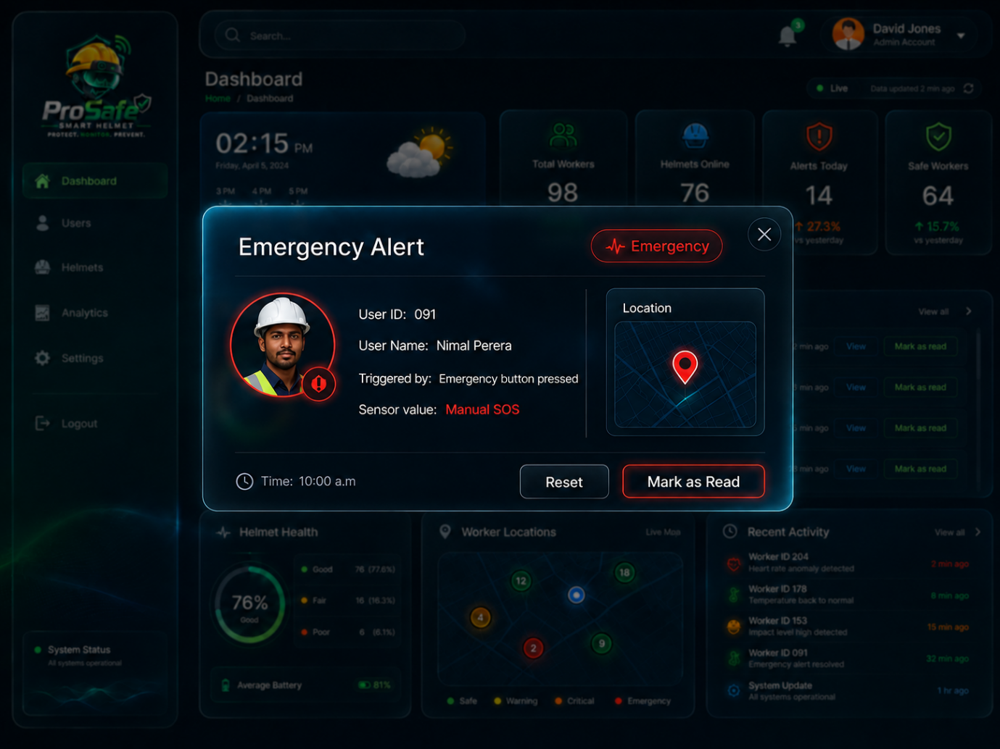 ProSafe
SMART HELMET
PROTECT. MONITOR. PREVENT.
Dashboard
Users
Helmets
Analytics
Settings
Logout
System Status
All systems operational
Search...
3
David Jones
Admin Account
Dashboard
Home / Dashboard
Live
Data updated 2 min ago
02:15 PM
Friday, April 5, 2024
3 PM 4 PM 5 PM
Total Workers
98
Helmets Online
76
Alerts Today
14
27.3%
vs yesterday
Safe Workers
64
15.7%
vs yesterday
Emergency Alert
Emergency
User ID: 091
User Name: Nimal Perera
Triggered by: Emergency button pressed
Sensor value: Manual SOS
Location
Time: 10:00 a.m
Reset
Mark as Read
View all
2 min ago View Mark as read
min ago View Mark as read
min ago View Mark as read
min ago View Mark as read
Helmet Health
76%
Good
Good 76 (77.6%)
Fair 16 (16.3%)
Poor 6 (6.1%)
Average Battery 81%
Worker Locations
Live Map
12
18
4
2
9
Safe Warning Critical Emergency
Recent Activity
View all
Worker ID 204
Heart rate anomaly detected
2 min ago
Worker ID 178
Temperature back to normal
8 min ago
Worker ID 153
Impact level high detected
15 min ago
Worker ID 091
Emergency alert resolved
32 min ago
System Update
All systems operational
1 hr ago